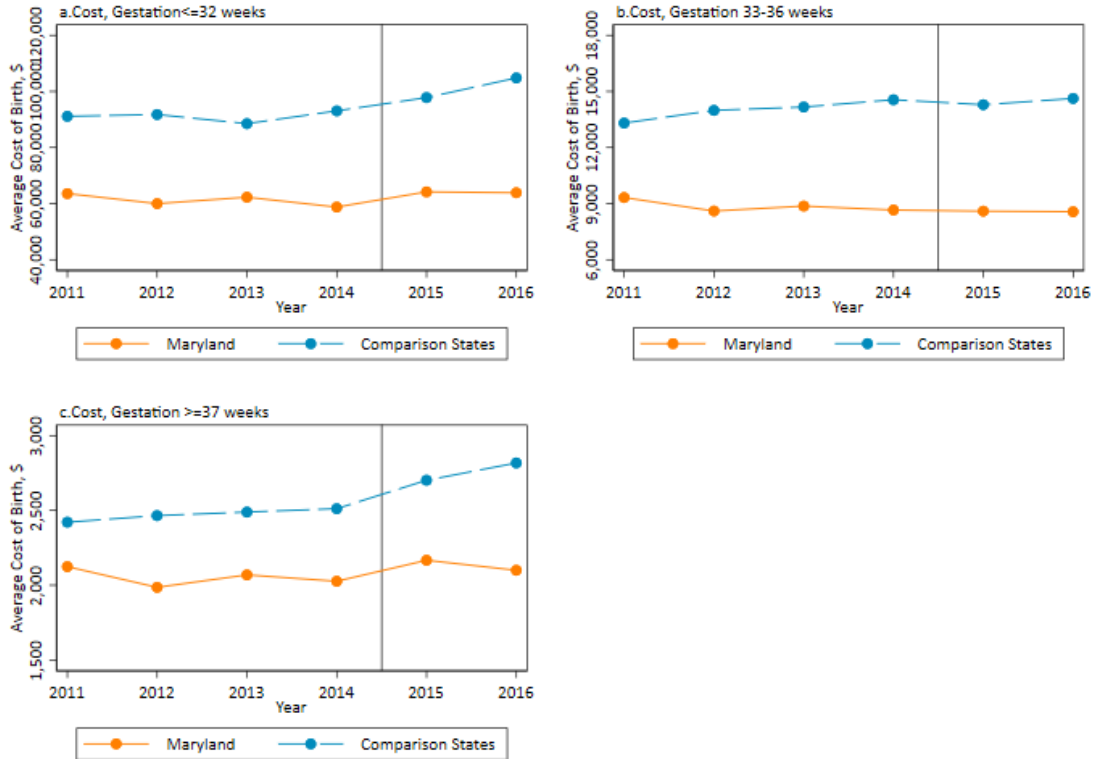 a.Cost, Gestation<=32 weeks
Average Cost of Birth, $
120,000
100,000
80,000
60,000
40,000
2011 2012 2013 2014 2015 2016
Year
Maryland Comparison States
b.Cost, Gestation 33-36 weeks
Average Cost of Birth, $
18,000
15,000
12,000
9,000
6,000
2011 2012 2013 2014 2015 2016
Year
Maryland Comparison States
c.Cost, Gestation >=37 weeks
Average Cost of Birth, $
3,000
2,500
2,000
1,500
2011 2012 2013 2014 2015 2016
Year
Maryland Comparison States